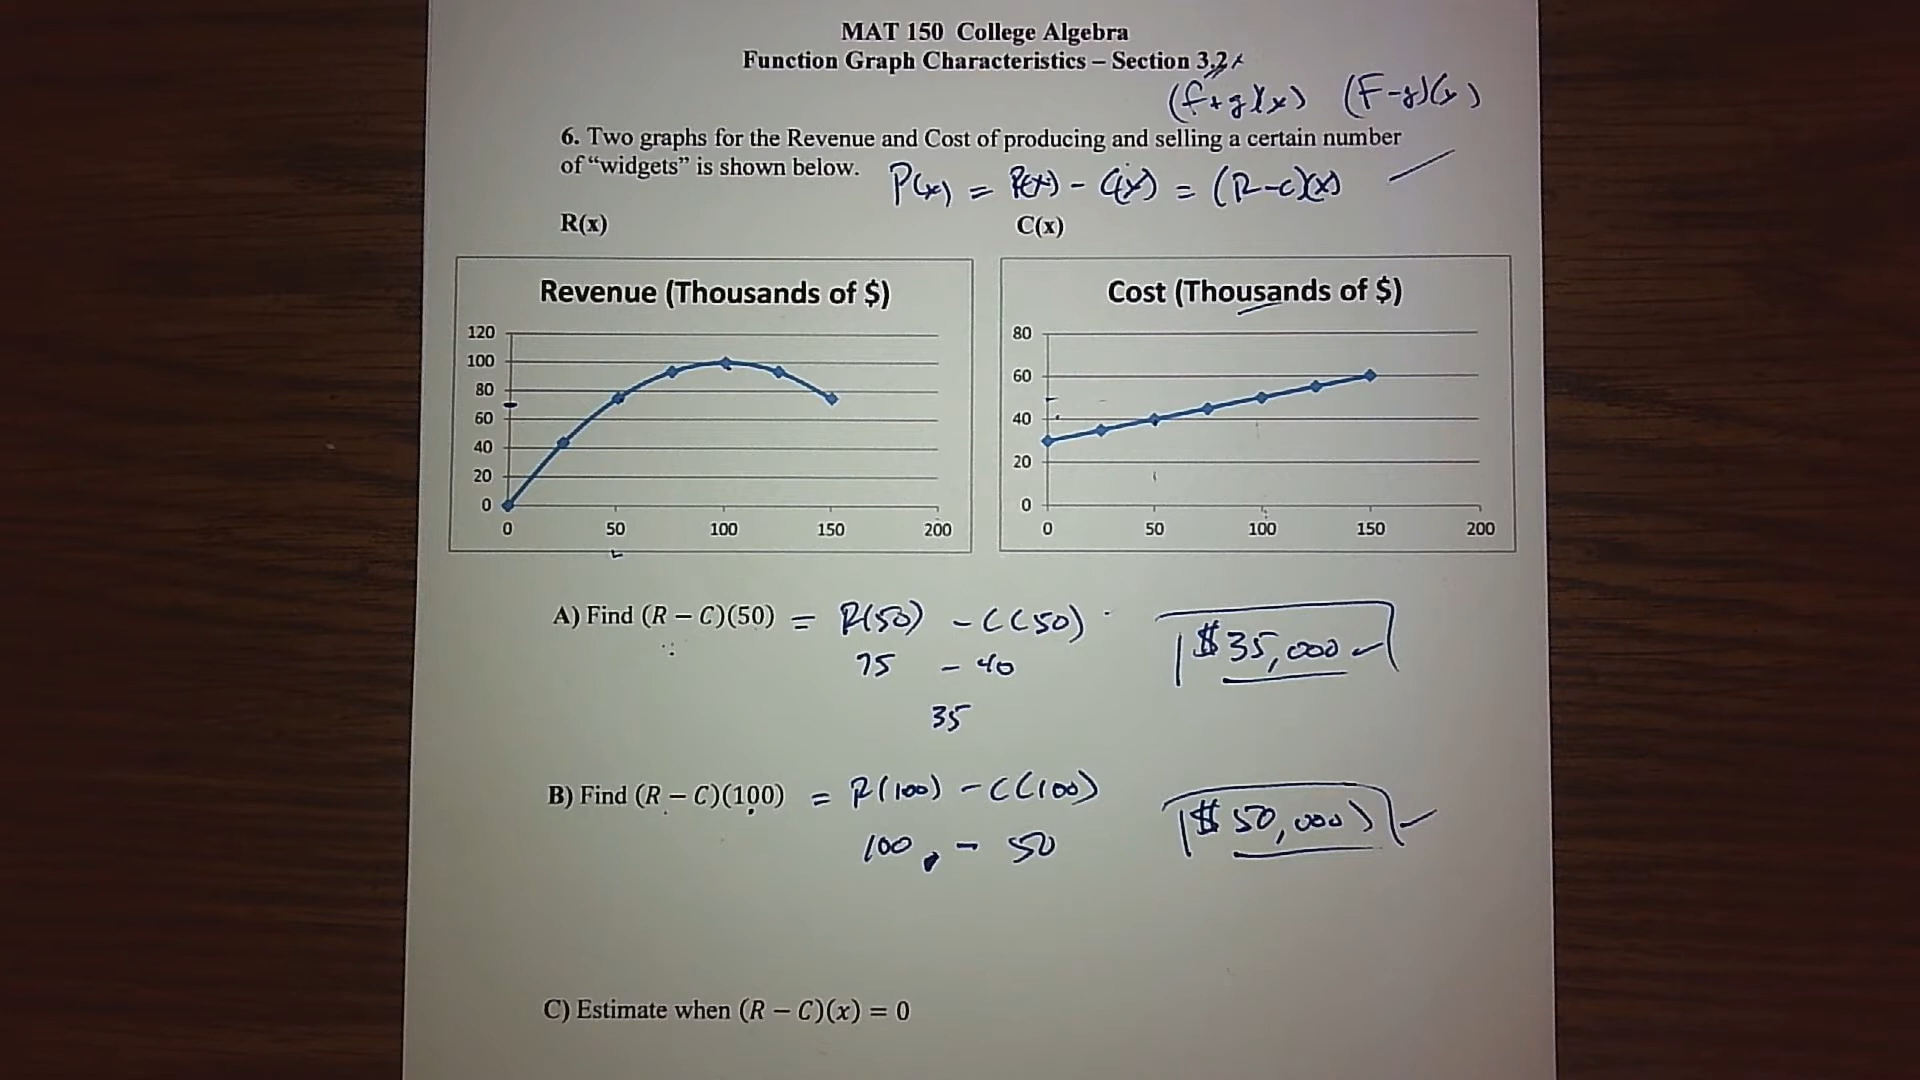 MAT 150 College Algebra
Function Graph Characteristics – Section 3.2
(f+g)(x) (F-g)(x)
6. Two graphs for the Revenue and Cost of producing and selling a certain number
of “widgets” is shown below.
P(x) = R(x) - C(x) = (R-C)(x)
R(x) C(x)
Revenue (Thousands of $)
120
100
80
60
40
20
0
0 50 100 150 200
Cost (Thousands of $)
80
60
40
20
0
0 50 100 150 200
A) Find (R − C)(50) = R(50) - C(50) $35,000
75 - 40
35
B) Find (R − C)(100) = R(100) - C(100) $50,000
100 - 50
C) Estimate when (R − C)(x) = 0